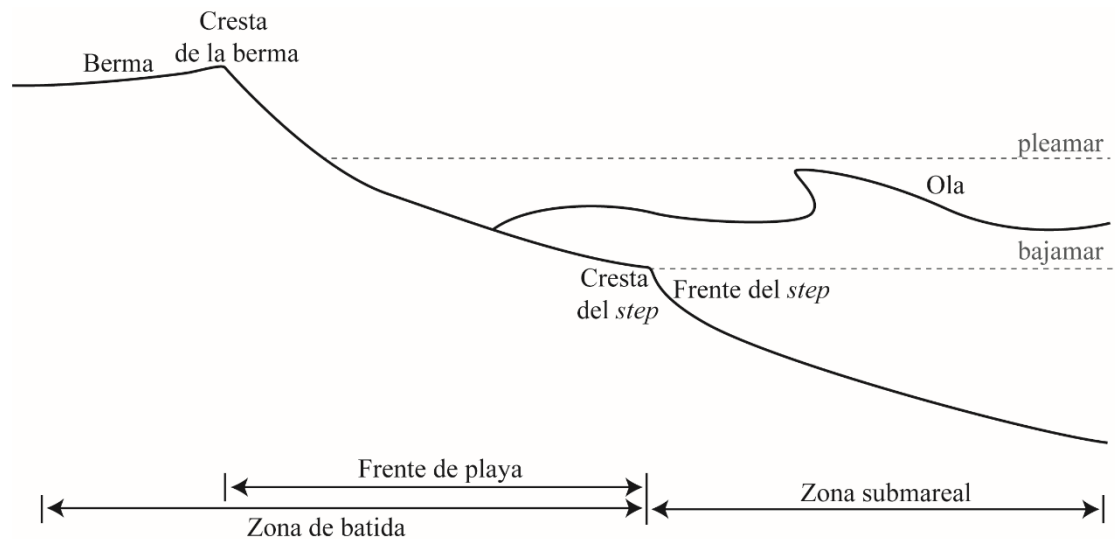 Cresta
de la berma
Berma
pleamar
Ola
bajamar
Cresta
del step
Frente del step
Frente de playa
Zona submareal
Zona de batida